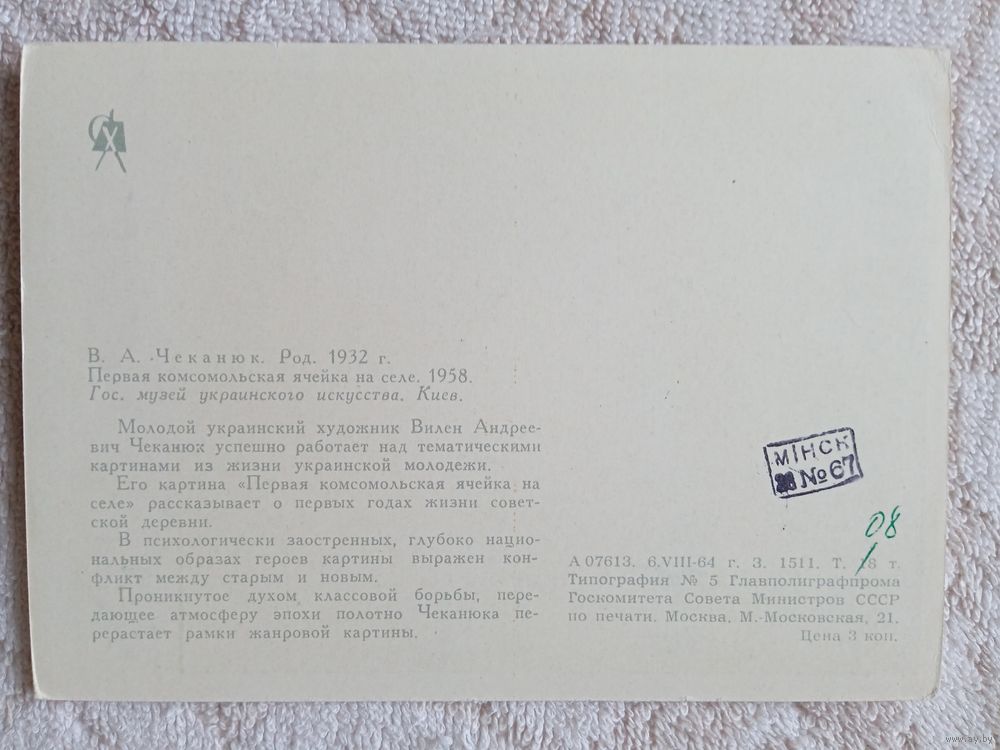 В. А. Чеканюк. Род. 1932 г.
Первая комсомольская ячейка на селе. 1958.
Гос. музей украинского искусства. Киев.
Молодой украинский художник Вилен Андрее-
вич Чеканюк успешно работает над тематическими
картинами из жизни украинской молодежи.
Его картина «Первая комсомольская ячейка на
селе» рассказывает о первых годах жизни совет-
ской деревни.
В психологически заостренных, глубоко нацио-
нальных образах героев картины выражен кон-
фликт между старым и новым.
Проникнутое духом классовой борьбы, пере-
дающее атмосферу эпохи полотно Чеканюка пе-
рерастает рамки жанровой картины.
МІНСК
№67
08
А 07613. 6.VIII-64 г. З. 1511. Т. 18 т.
Типография № 5 Главполиграфпрома
Госкомитета Совета Министров СССР
по печати. Москва, М.-Московская, 21.
Цена 3 коп.
www.ay.by